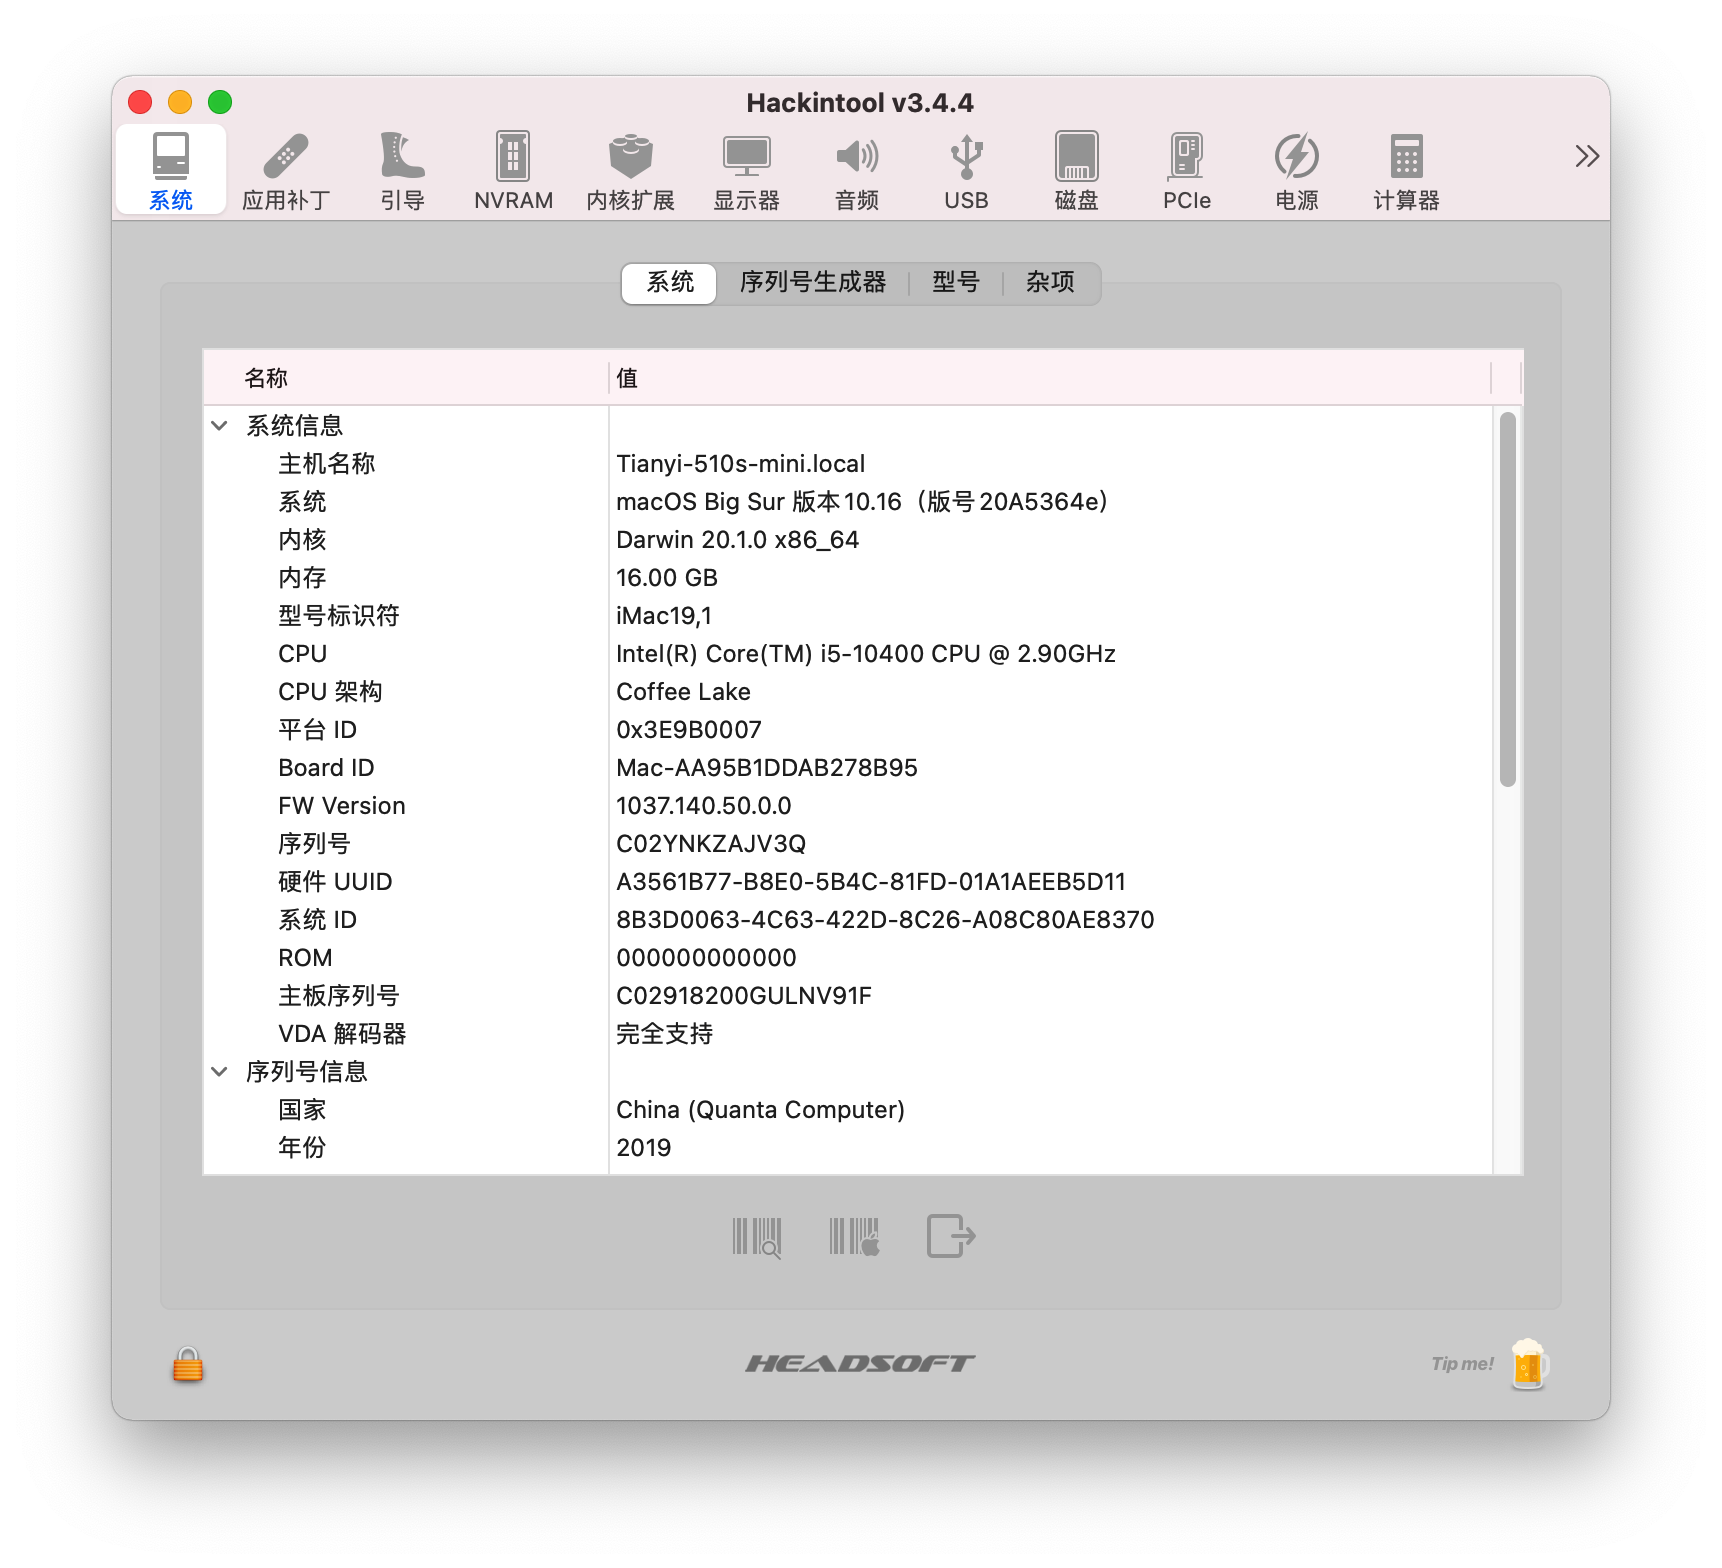 Hackintool v3.4.4
系统 应用补丁 引导 NVRAM 内核扩展 显示器 音频 USB 磁盘 PCIe 电源 计算器
系统 序列号生成器 型号 杂项
名称 值
系统信息
主机名称 Tianyi-510s-mini.local
系统 macOS Big Sur 版本10.16（版号20A5364e）
内核 Darwin 20.1.0 x86_64
内存 16.00 GB
型号标识符 iMac19,1
CPU Intel(R) Core(TM) i5-10400 CPU @ 2.90GHz
CPU 架构 Coffee Lake
平台 ID 0x3E9B0007
Board ID Mac-AA95B1DDAB278B95
FW Version 1037.140.50.0.0
序列号 C02YNKZAJV3Q
硬件 UUID A3561B77-B8E0-5B4C-81FD-01A1AEEB5D11
系统 ID 8B3D0063-4C63-422D-8C26-A08C80AE8370
ROM 000000000000
主板序列号 C02918200GULNV91F
VDA 解码器 完全支持
序列号信息
国家 China (Quanta Computer)
年份 2019
HEADSOFT
Tip me!